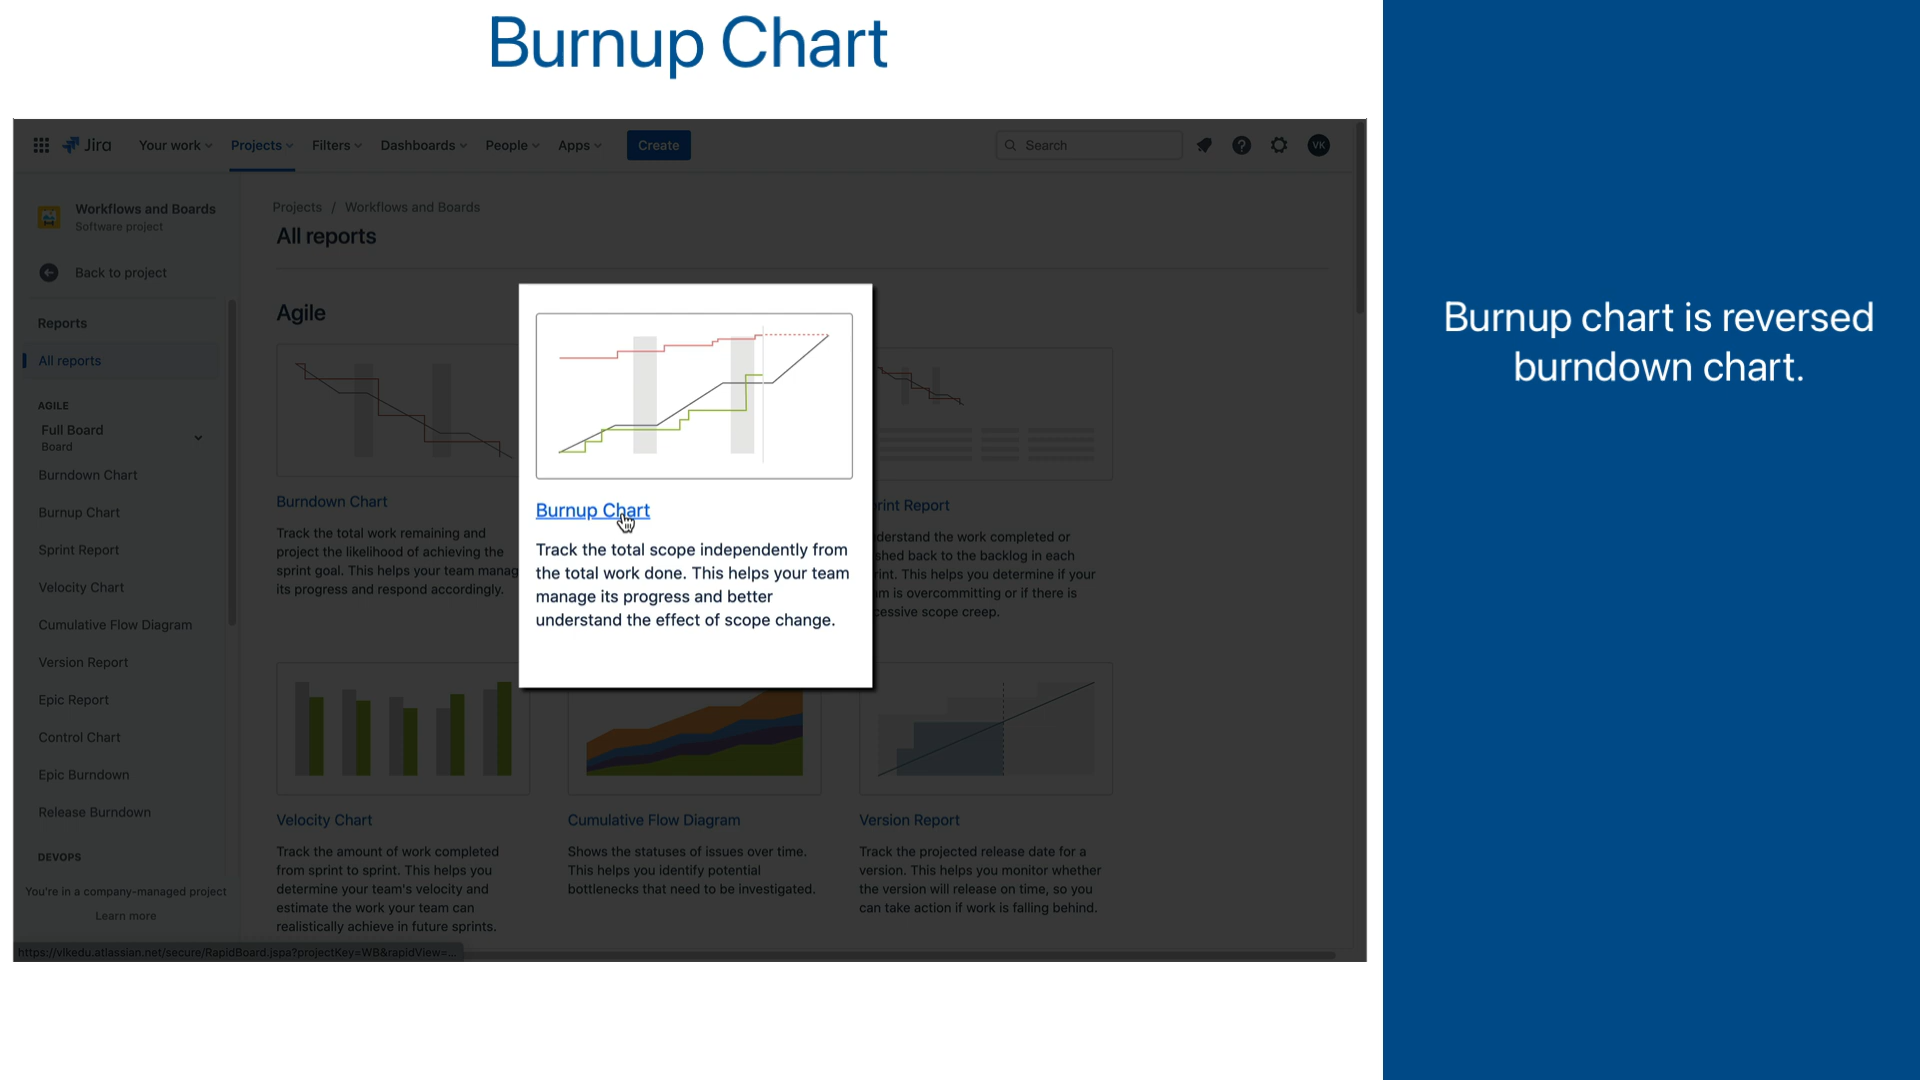 Burnup Chart
Jira
Your work
Projects
Filters
Dashboards
People
Apps
Create
Search
VK
Workflows and Boards
Software project
Back to project
Reports
All reports
AGILE
Full Board
Board
Burndown Chart
Burnup Chart
Sprint Report
Velocity Chart
Cumulative Flow Diagram
Version Report
Epic Report
Control Chart
Epic Burndown
Release Burndown
DEVOPS
You're in a company-managed project
Learn more
Projects / Workflows and Boards
All reports
Agile
Burndown Chart
Track the total work remaining and
project the likelihood of achieving the
sprint goal. This helps your team manag
its progress and respond accordingly.
Burnup Chart
Track the total scope independently from
the total work done. This helps your team
manage its progress and better
understand the effect of scope change.
rint Report
derstand the work completed or
shed back to the backlog in each
rint. This helps you determine if your
m is overcommitting or if there is
cessive scope creep.
Velocity Chart
Track the amount of work completed
from sprint to sprint. This helps you
determine your team's velocity and
estimate the work your team can
realistically achieve in future sprints.
Cumulative Flow Diagram
Shows the statuses of issues over time.
This helps you identify potential
bottlenecks that need to be investigated.
Version Report
Track the projected release date for a
version. This helps you monitor whether
the version will release on time, so you
can take action if work is falling behind.
https://vlkedu.atlassian.net/secure/RapidBoard.jspa?projectKey=WB&rapidView=...
Burnup chart is reversed
burndown chart.